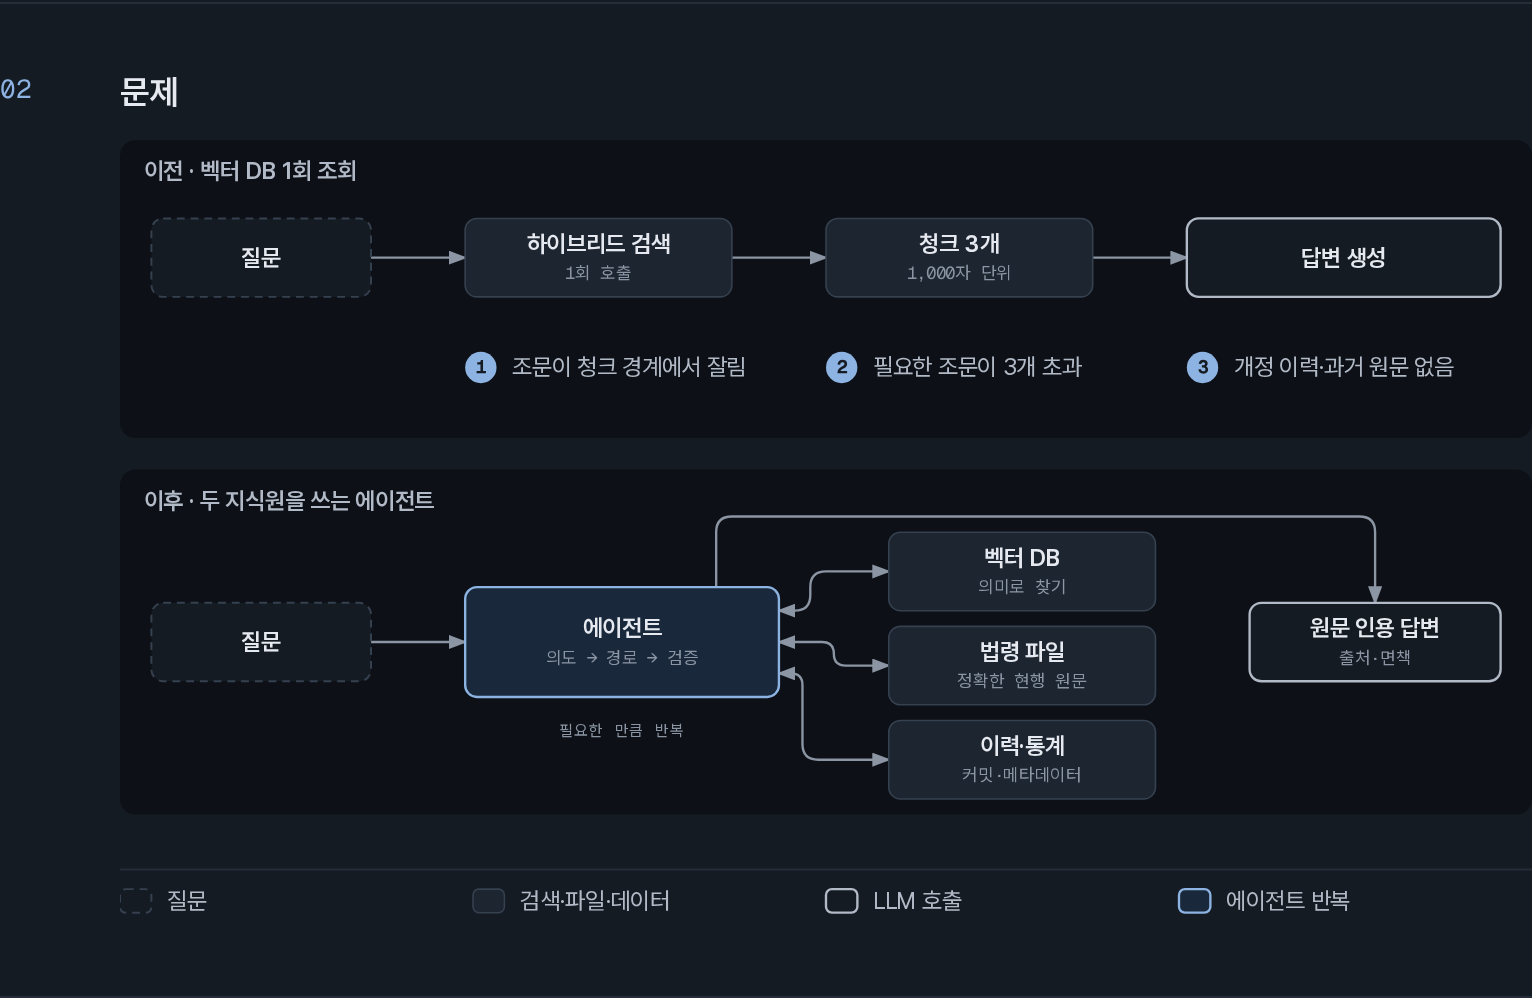 02
문제
이전 · 벡터 DB 1회 조회
질문
하이브리드 검색
1회 호출
청크 3개
1,000자 단위
답변 생성
1 조문이 청크 경계에서 잘림
2 필요한 조문이 3개 초과
3 개정 이력·과거 원문 없음
이후 · 두 지식원을 쓰는 에이전트
질문
에이전트
의도 → 경로 → 검증
필요한 만큼 반복
벡터 DB
의미로 찾기
법령 파일
정확한 현행 원문
이력·통계
커밋·메타데이터
원문 인용 답변
출처·면책
질문
검색·파일·데이터
LLM 호출
에이전트 반복